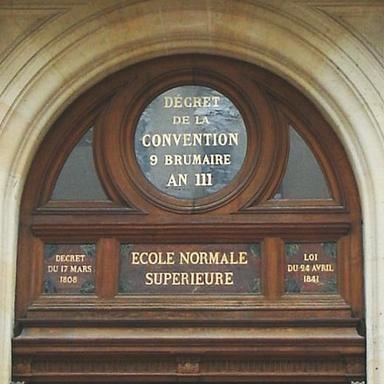 DÉCRET
DE LA
CONVENTION
9 BRUMAIRE
AN III
DECRET
DU 17 MARS
1808
ECOLE NORMALE
SUPERIEURE
LOI
DU 24 AVRIL
1841